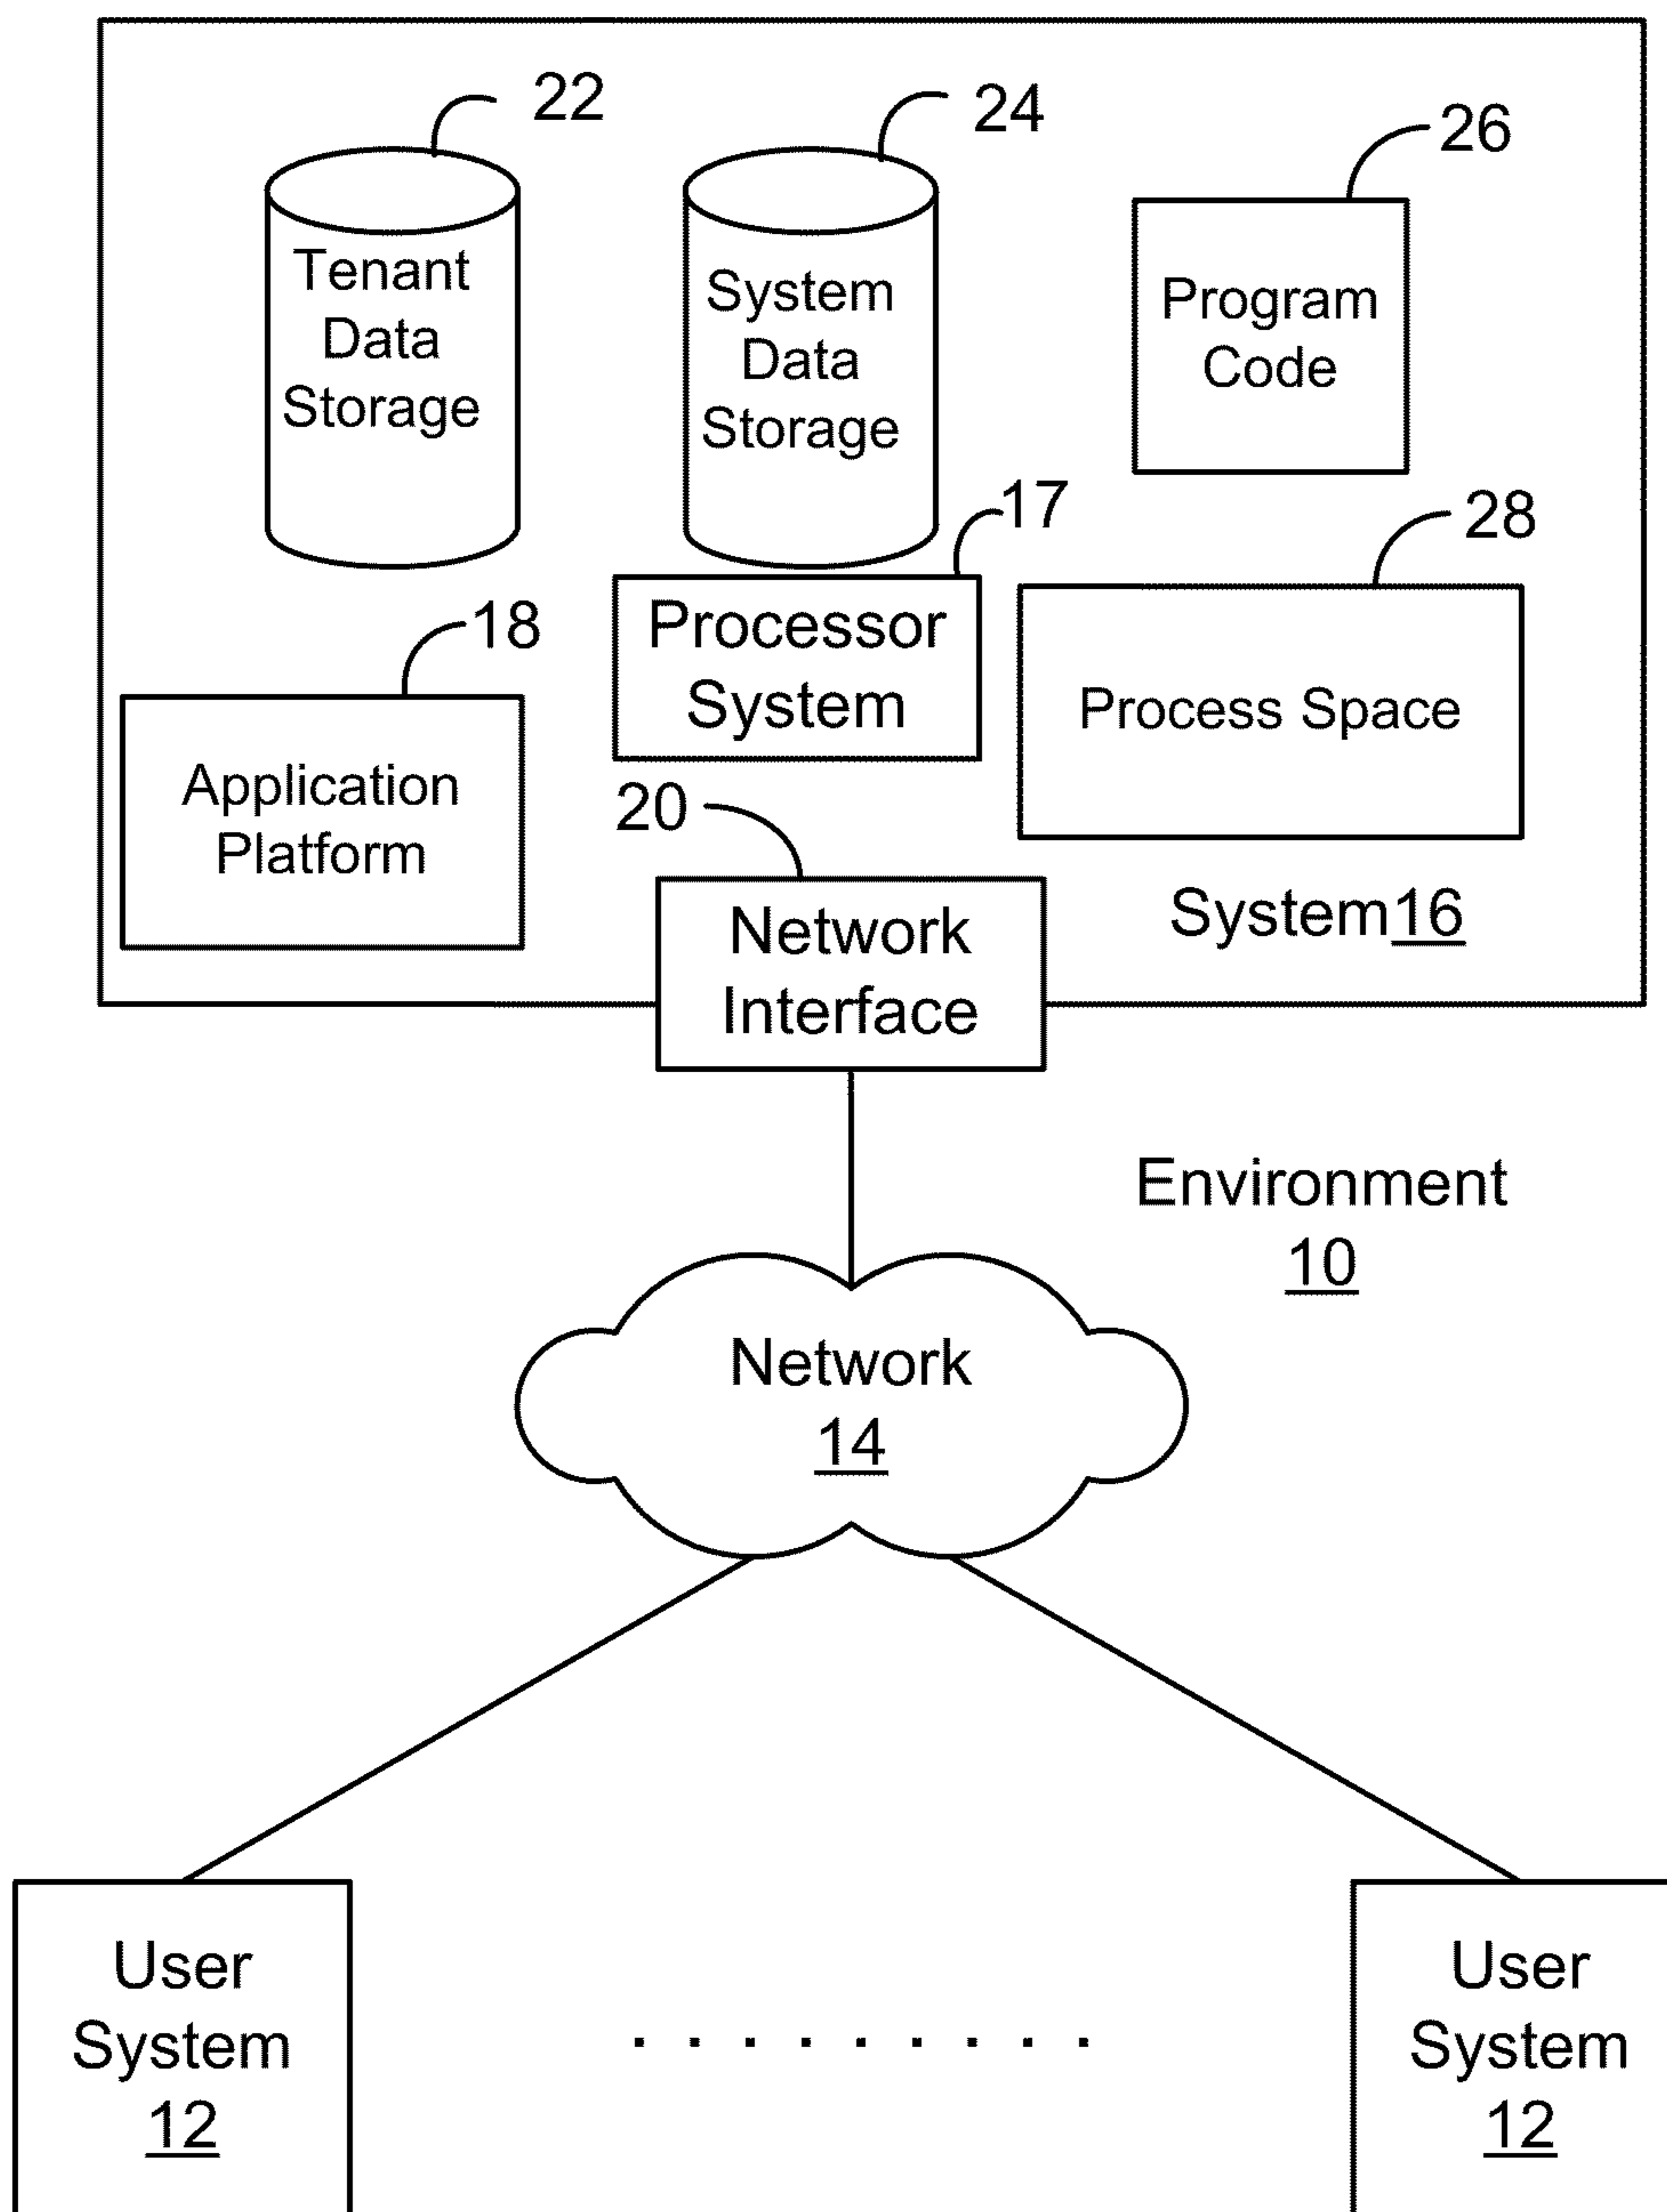 22
24
26
Tenant
Data
Storage
System
Data
Storage
Program
Code
17
28
18
Processor
System
Process Space
Application
Platform
20
Network
Interface
System16
Environment
10
Network
14
User
System
12
. . . . . . . . .
User
System
12